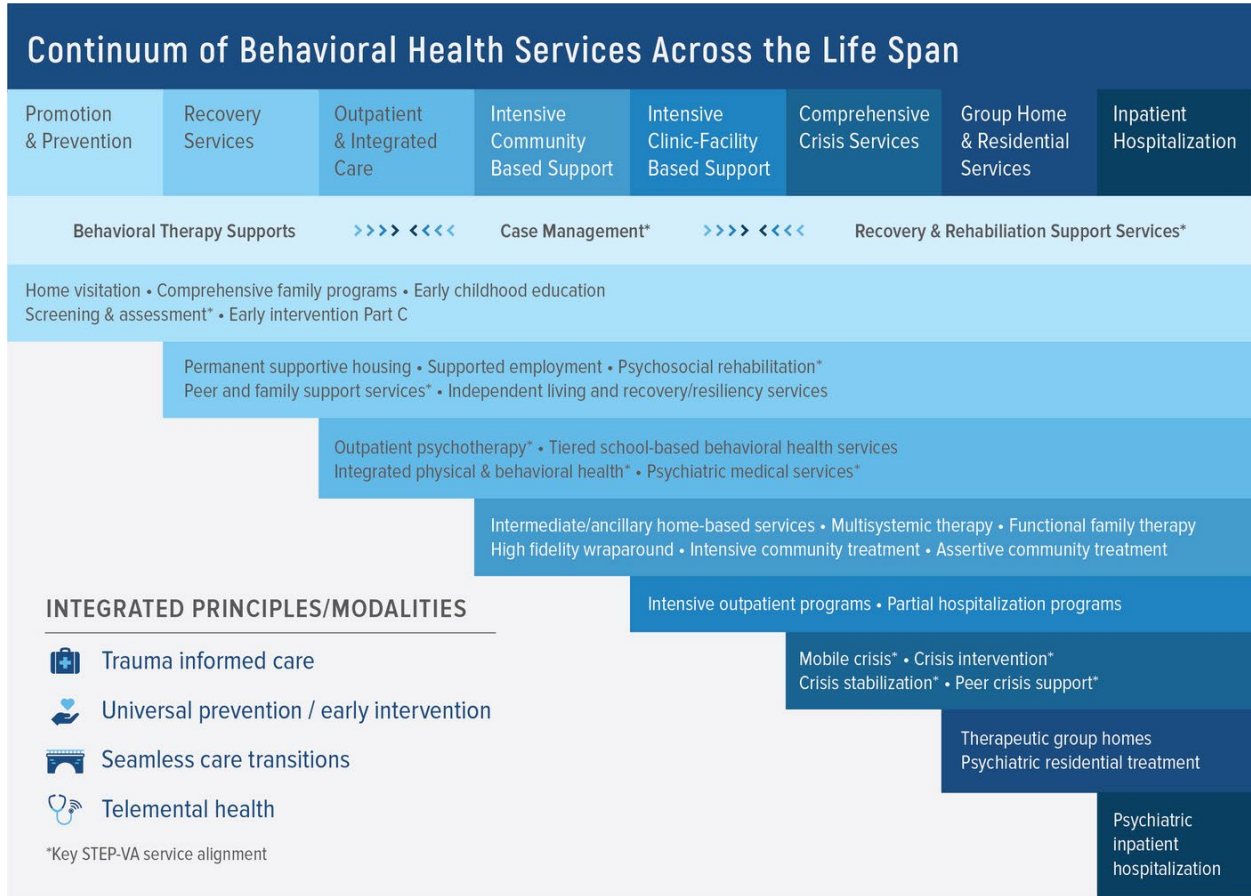 Continuum of Behavioral Health Services Across the Life Span
Promotion
& Prevention
Recovery
Services
Outpatient
& Integrated
Care
Intensive
Community
Based Support
Intensive
Clinic-Facility
Based Support
Comprehensive
Crisis Services
Group Home
& Residential
Services
Inpatient
Hospitalization
Behavioral Therapy Supports >>>> <<<< Case Management* >>>> <<<< Recovery & Rehabiliation Support Services*
Home visitation • Comprehensive family programs • Early childhood education
Screening & assessment* • Early intervention Part C
Permanent supportive housing • Supported employment • Psychosocial rehabilitation*
Peer and family support services* • Independent living and recovery/resiliency services
Outpatient psychotherapy* • Tiered school-based behavioral health services
Integrated physical & behavioral health* • Psychiatric medical services*
Intermediate/ancillary home-based services • Multisystemic therapy • Functional family therapy
High fidelity wraparound • Intensive community treatment • Assertive community treatment
Intensive outpatient programs • Partial hospitalization programs
Mobile crisis* • Crisis intervention*
Crisis stabilization* • Peer crisis support*
Therapeutic group homes
Psychiatric residential treatment
Psychiatric
inpatient
hospitalization
INTEGRATED PRINCIPLES/MODALITIES
Trauma informed care
Universal prevention / early intervention
Seamless care transitions
Telemental health
*Key STEP-VA service alignment